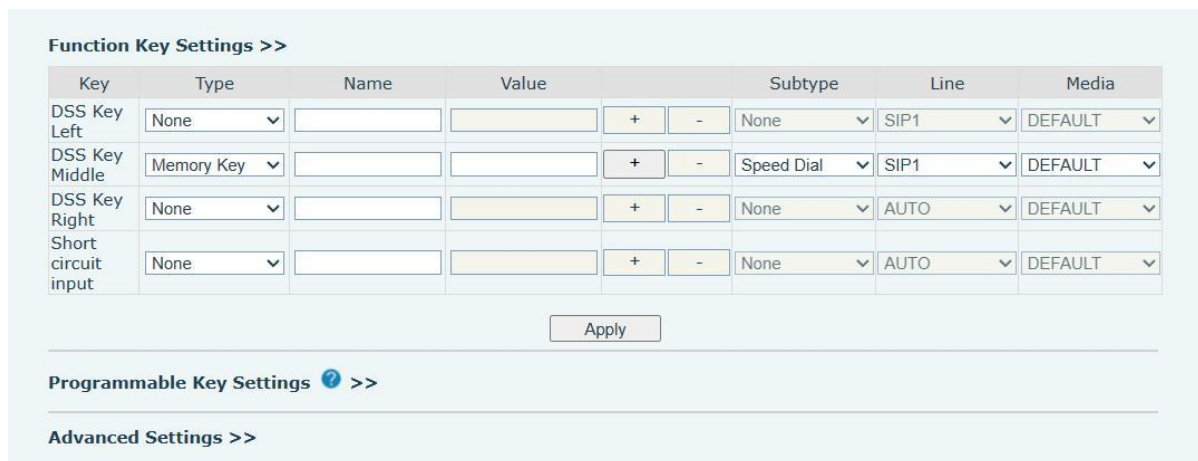 Function Key Settings >>
Key Type Name Value Subtype Line Media
DSS Key Left None + - None SIP1 DEFAULT
DSS Key Middle Memory Key + - Speed Dial SIP1 DEFAULT
DSS Key Right None + - None AUTO DEFAULT
Short circuit input None + - None AUTO DEFAULT
Apply
Programmable Key Settings ? >>
Advanced Settings >>